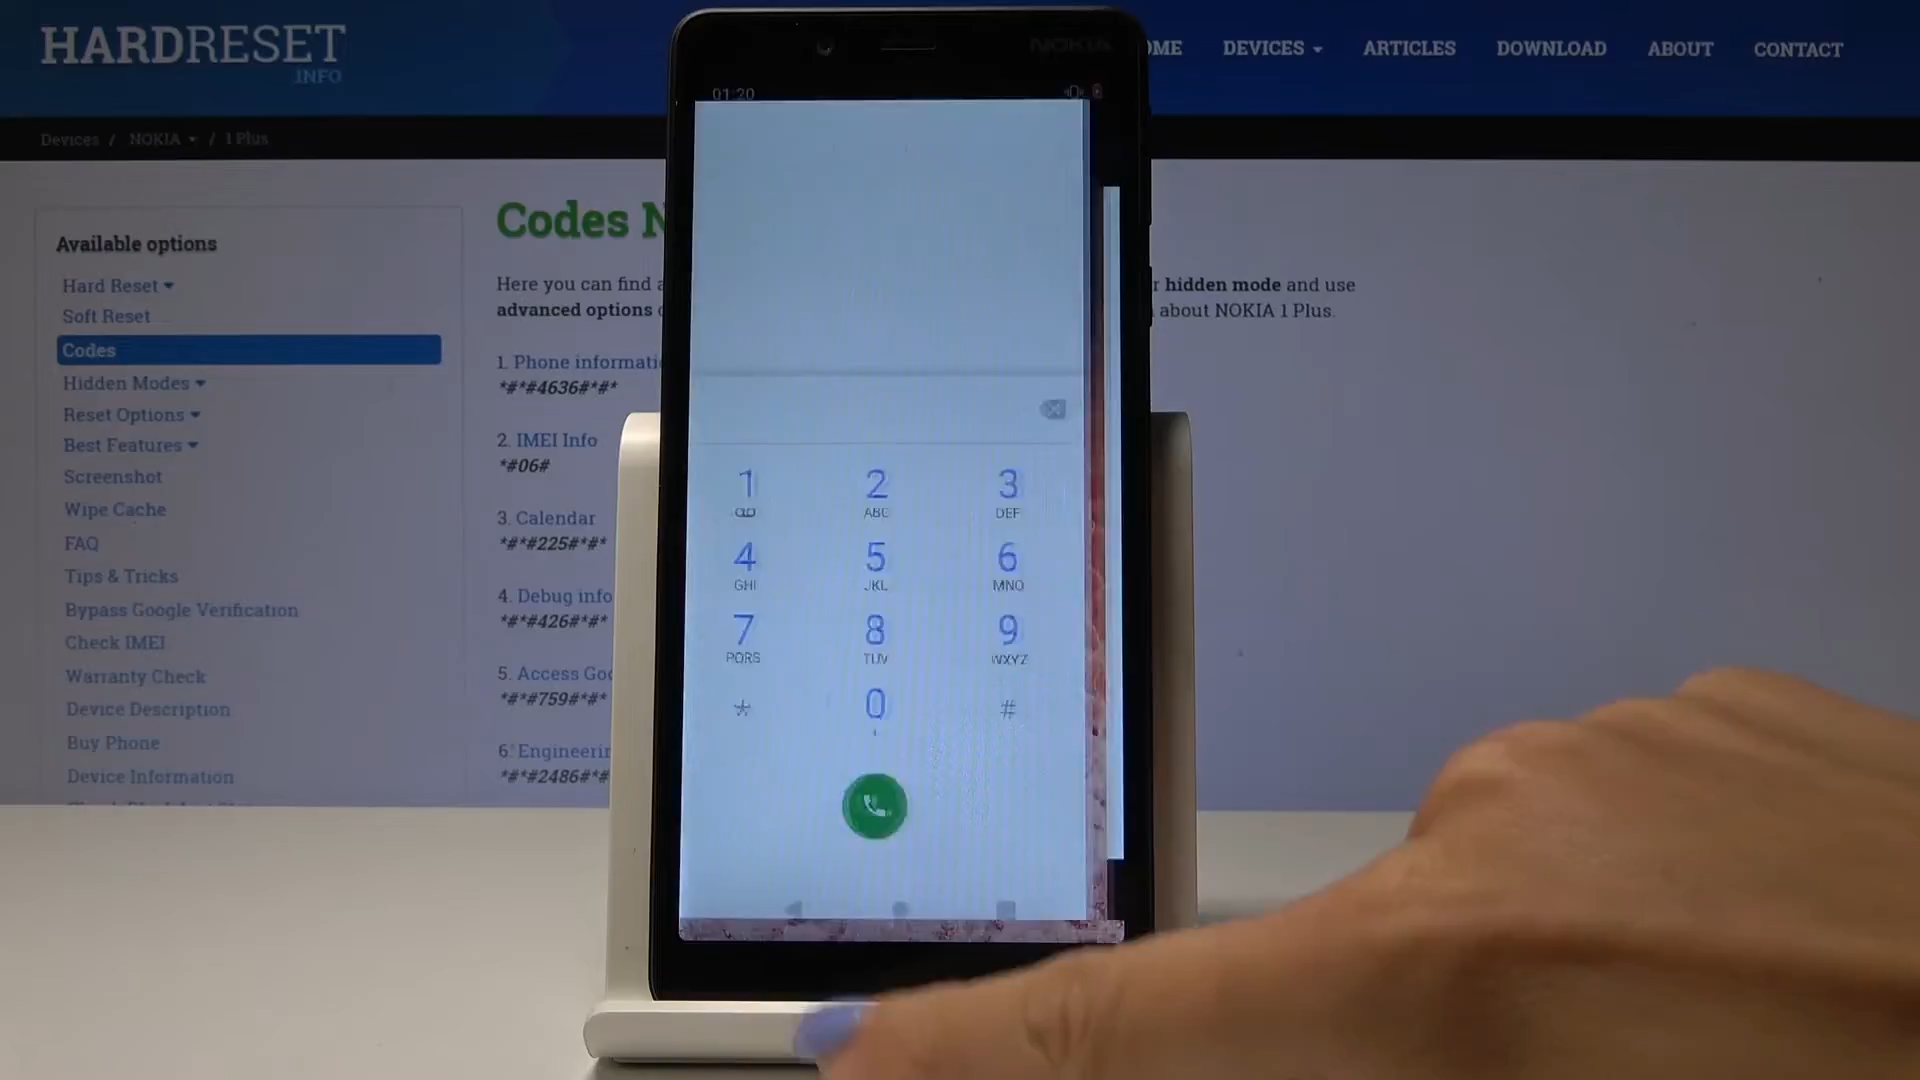 HARDRESET
.INFO
DEVICES
ARTICLES
DOWNLOAD
ABOUT
CONTACT
Devices / NOKIA / 1 Plus
Available options
Hard Reset
Soft Reset
Codes
Hidden Modes
Reset Options
Best Features
Screenshot
Wipe Cache
FAQ
Tips & Tricks
Bypass Google Verification
Check IMEI
Warranty Check
Device Description
Buy Phone
Device Information
Codes
Here you can find
hidden mode and use
advanced options
about NOKIA 1 Plus.
1. Phone
*#*#4636#*#*
2. IMEI Info
*#06#
3. Calendar
*#*#225#*#*
4. Debug info
*#*#426#*#*
5. Access
*#*#759#*#*
6. 
*#*#2486#*#
NOKIA
01:20
1
2 ABC
3 DEF
4 GHI
5 JKL
6 MNO
7 PQRS
8 TUV
9 WXYZ
*
0
#